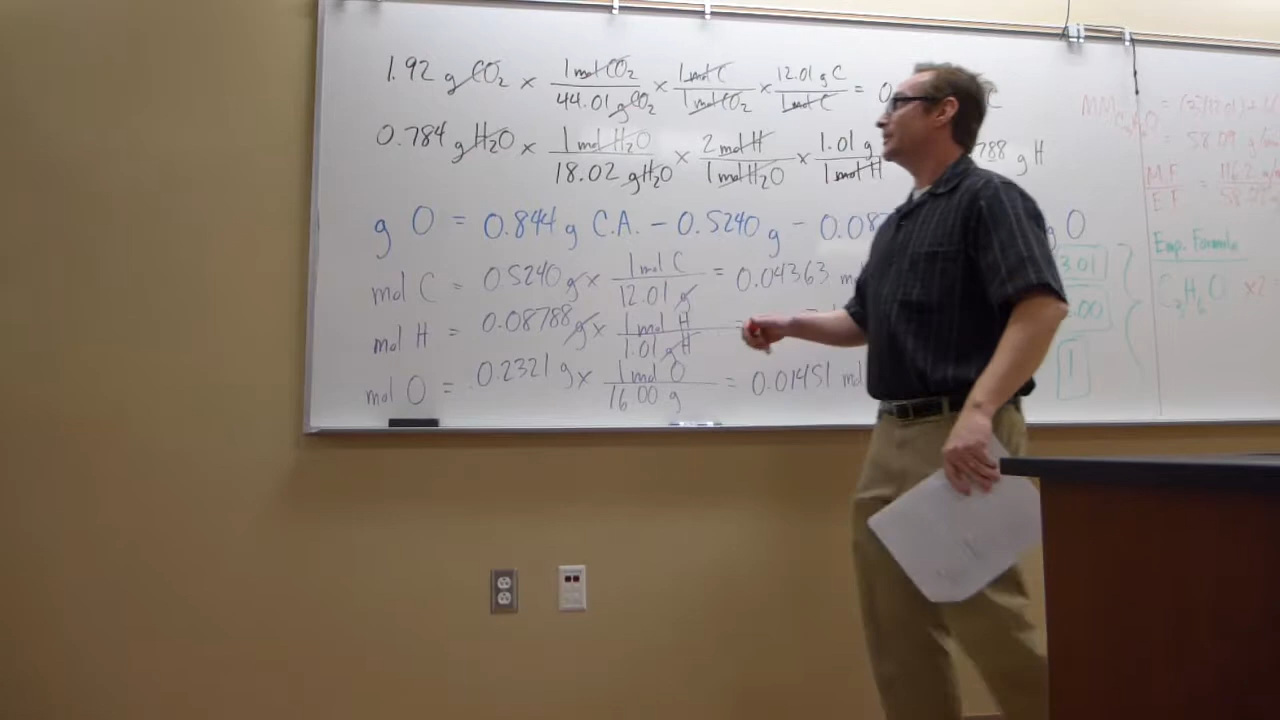 1.92 g CO₂ × 1 mol CO₂ / 44.01 g CO₂ × 1 mol C / 1 mol CO₂ × 12.01 g C / 1 mol C = 0 C
0.784 g H₂O × 1 mol H₂O / 18.02 g H₂O × 2 mol H / 1 mol H₂O × 1.01 g / 1 mol H 788 g H
g O = 0.844 g C.A. − 0.5240 g − 0.087 g O
mol C = 0.5240 g × 1 mol C / 12.01 g = 0.04363 m 3.01
mol H = 0.08788 g × 1 mol H / 1.01 g H = .00
mol O = 0.2321 g × 1 mol O / 16.00 g = 0.01451 mol 1
= 58.09 g/
M.F. / E.F. = 116.2 g/
Emp. Formula
C₃H₆O ×2